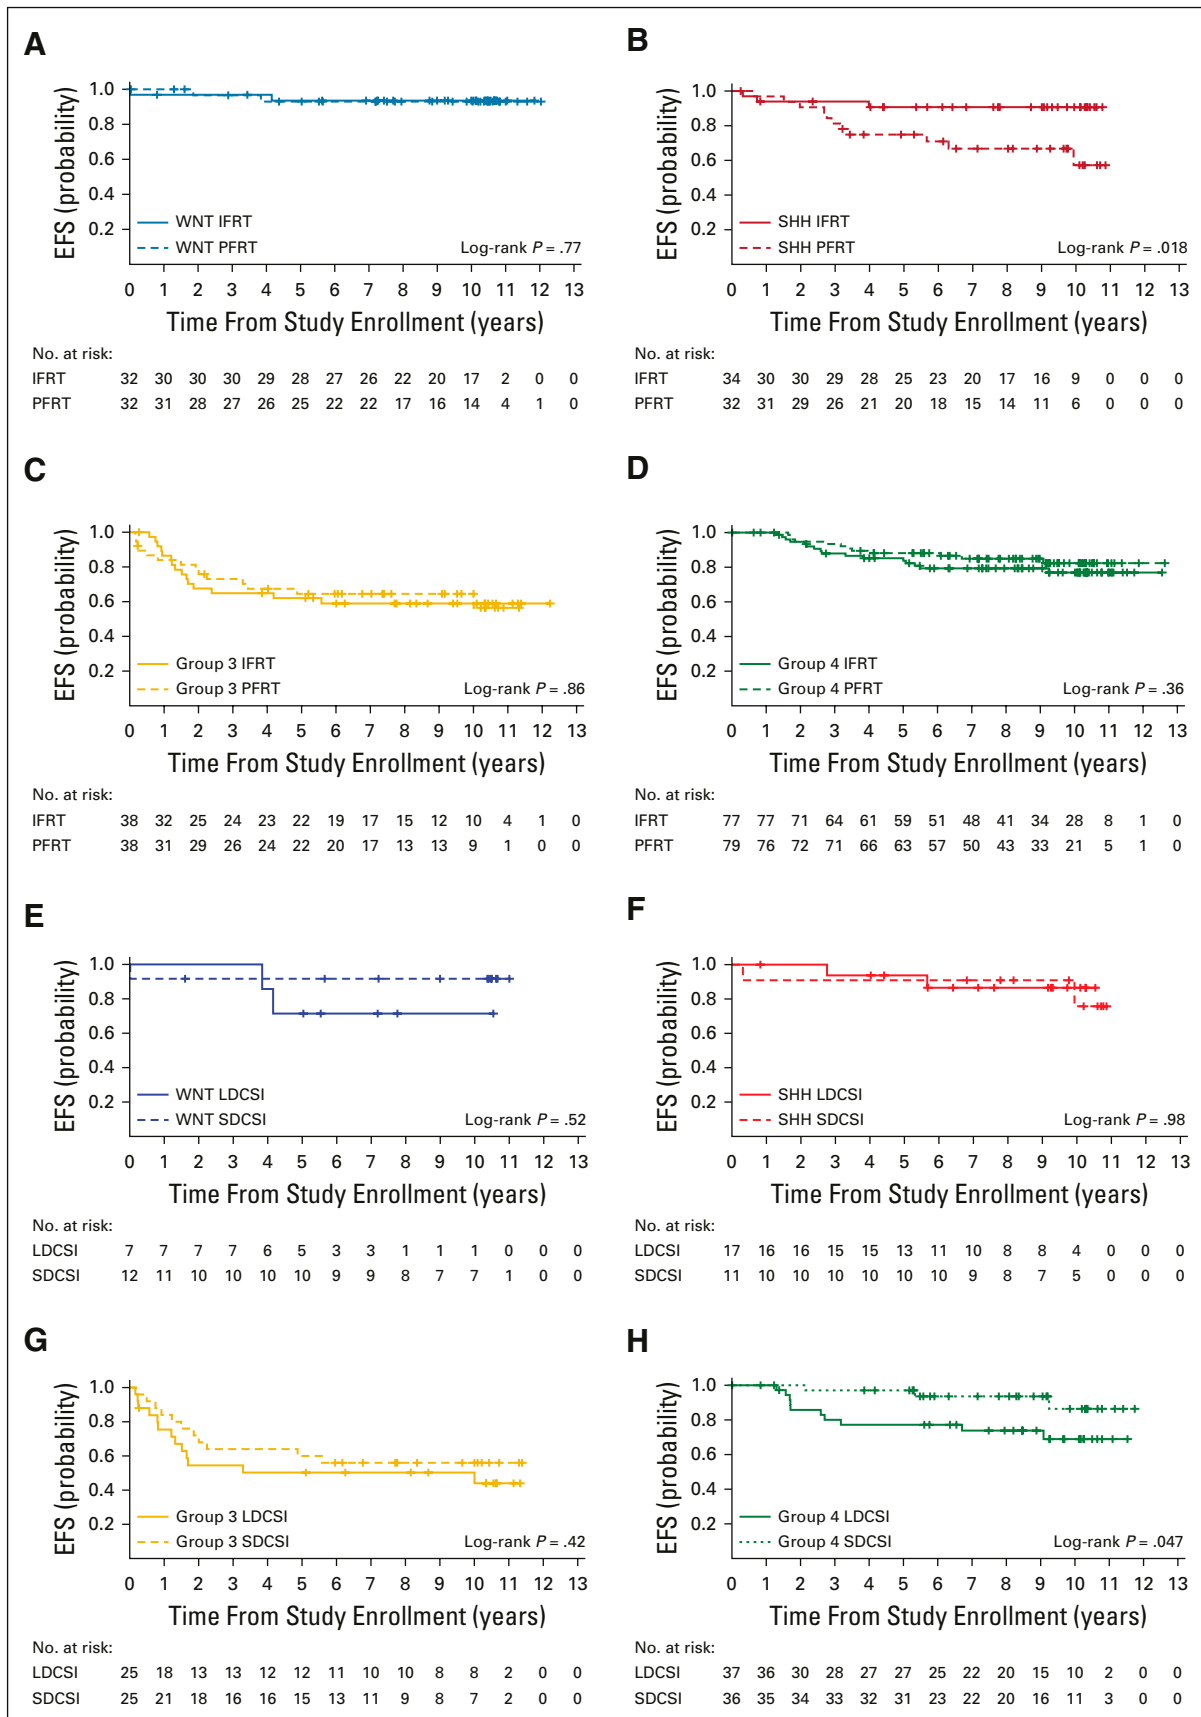 A
EFS (probability)
1.0
0.8
0.6
0.4
0.2
WNT IFRT
WNT PFRT
Log-rank P = .77
0 1 2 3 4 5 6 7 8 9 10 11 12 13
Time From Study Enrollment (years)
No. at risk:
IFRT 32 30 30 30 29 28 27 26 22 20 17 2 0 0
PFRT 32 31 28 27 26 25 22 22 17 16 14 4 1 0
B
EFS (probability)
1.0
0.8
0.6
0.4
0.2
SHH IFRT
SHH PFRT
Log-rank P = .018
0 1 2 3 4 5 6 7 8 9 10 11 12 13
Time From Study Enrollment (years)
No. at risk:
IFRT 34 30 30 29 28 25 23 20 17 16 9 0 0 0
PFRT 32 31 29 26 21 20 18 15 14 11 6 0 0 0
C
EFS (probability)
1.0
0.8
0.6
0.4
0.2
Group 3 IFRT
Group 3 PFRT
Log-rank P = .86
0 1 2 3 4 5 6 7 8 9 10 11 12 13
Time From Study Enrollment (years)
No. at risk:
IFRT 38 32 25 24 23 22 19 17 15 12 10 4 1 0
PFRT 38 31 29 26 24 22 20 17 13 13 9 1 0 0
D
EFS (probability)
1.0
0.8
0.6
0.4
0.2
Group 4 IFRT
Group 4 PFRT
Log-rank P = .36
0 1 2 3 4 5 6 7 8 9 10 11 12 13
Time From Study Enrollment (years)
No. at risk:
IFRT 77 77 71 64 61 59 51 48 41 34 28 8 1 0
PFRT 79 76 72 71 66 63 57 50 43 33 21 5 1 0
E
EFS (probability)
1.0
0.8
0.6
0.4
0.2
WNT LDCSI
WNT SDCSI
Log-rank P = .52
0 1 2 3 4 5 6 7 8 9 10 11 12 13
Time From Study Enrollment (years)
No. at risk:
LDCSI 7 7 7 7 6 5 3 3 1 1 1 0 0 0
SDCSI 12 11 10 10 10 10 9 9 8 7 7 1 0 0
F
EFS (probability)
1.0
0.8
0.6
0.4
0.2
SHH LDCSI
SHH SDCSI
Log-rank P = .98
0 1 2 3 4 5 6 7 8 9 10 11 12 13
Time From Study Enrollment (years)
No. at risk:
LDCSI 17 16 16 15 15 13 11 10 8 8 4 0 0 0
SDCSI 11 10 10 10 10 10 10 9 8 7 5 0 0 0
G
EFS (probability)
1.0
0.8
0.6
0.4
0.2
Group 3 LDCSI
Group 3 SDCSI
Log-rank P = .42
0 1 2 3 4 5 6 7 8 9 10 11 12 13
Time From Study Enrollment (years)
No. at risk:
LDCSI 25 18 13 13 12 12 11 10 10 8 8 2 0 0
SDCSI 25 21 18 16 16 15 13 11 9 8 7 2 0 0
H
EFS (probability)
1.0
0.8
0.6
0.4
0.2
Group 4 LDCSI
Group 4 SDCSI
Log-rank P = .047
0 1 2 3 4 5 6 7 8 9 10 11 12 13
Time From Study Enrollment (years)
No. at risk:
LDCSI 37 36 30 28 27 27 25 22 20 15 10 2 0 0
SDCSI 36 35 34 33 32 31 23 22 20 16 11 3 0 0